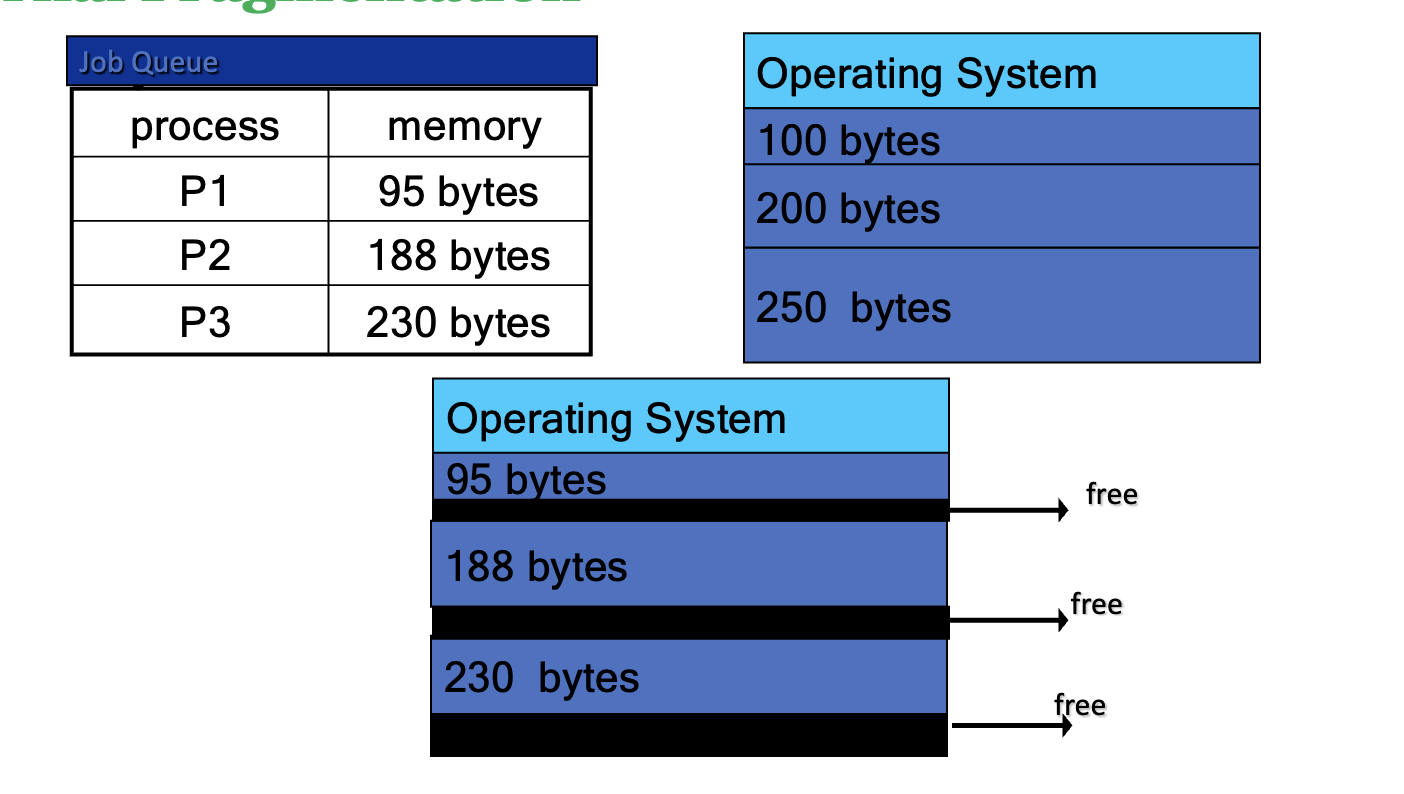 Job Queue
process memory
P1 95 bytes
P2 188 bytes
P3 230 bytes
Operating System
100 bytes
200 bytes
250 bytes
Operating System
95 bytes
free
188 bytes
free
230 bytes
free